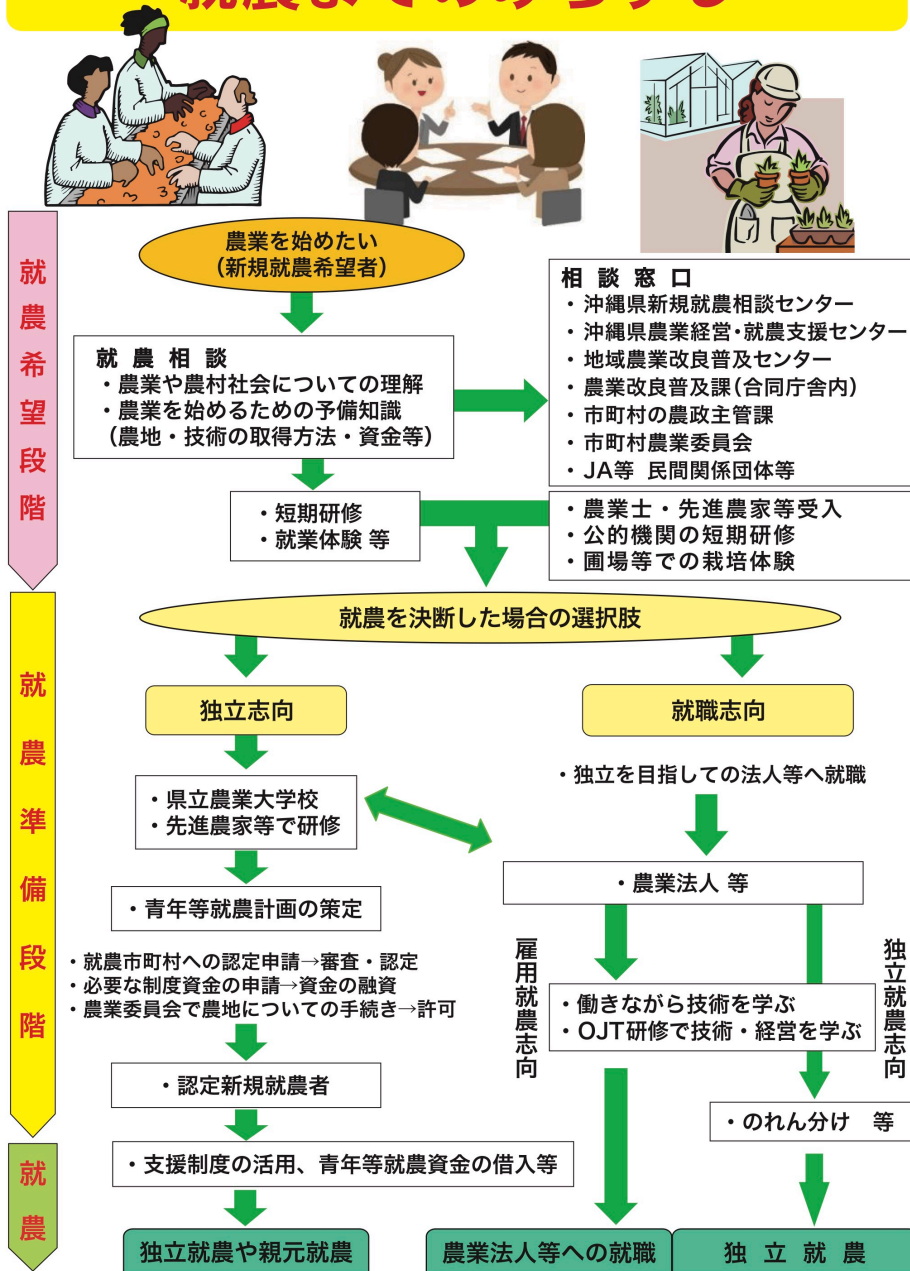 就農までのみちすじ
農業を始めたい
(新規就農希望者)
就農希望段階
相談窓口
・沖縄県新規就農相談センター
・沖縄県農業経営・就農支援センター
・地域農業改良普及センター
・農業改良普及課(合同庁舎内)
・市町村の農政主管課
・市町村農業委員会
・JA等 民間関係団体等
就農相談
・農業や農村社会についての理解
・農業を始めるための予備知識
(農地・技術の取得方法・資金等)
・短期研修
・就業体験 等
・農業士・先進農家等受入
・公的機関の短期研修
・圃場等での栽培体験
就農を決断した場合の選択肢
就農準備段階
独立志向
就職志向
・独立を目指しての法人等へ就職
・県立農業大学校
・先進農家等で研修
・農業法人 等
・青年等就農計画の策定
・就農市町村への認定申請→審査・認定
・必要な制度資金の申請→資金の融資
・農業委員会で農地についての手続き→許可
雇用就農志向
独立就農志向
・働きながら技術を学ぶ
・OJT研修で技術・経営を学ぶ
・認定新規就農者
・のれん分け 等
・支援制度の活用、青年等就農資金の借入等
就農
独立就農や親元就農
農業法人等への就職
独立就農